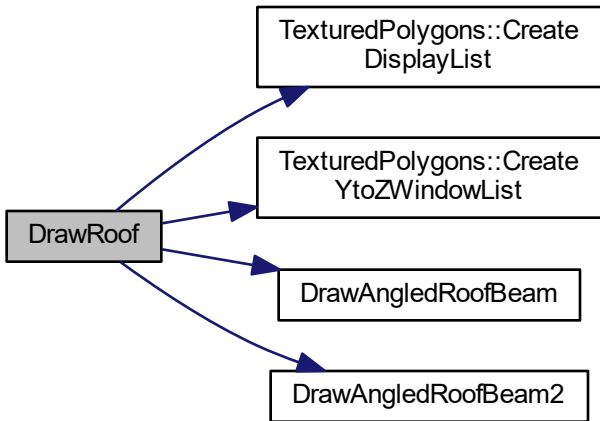 TexturedPolygons::Create
DisplayList
TexturedPolygons::Create
YtoZWindowList
DrawRoof
DrawAngledRoofBeam
DrawAngledRoofBeam2